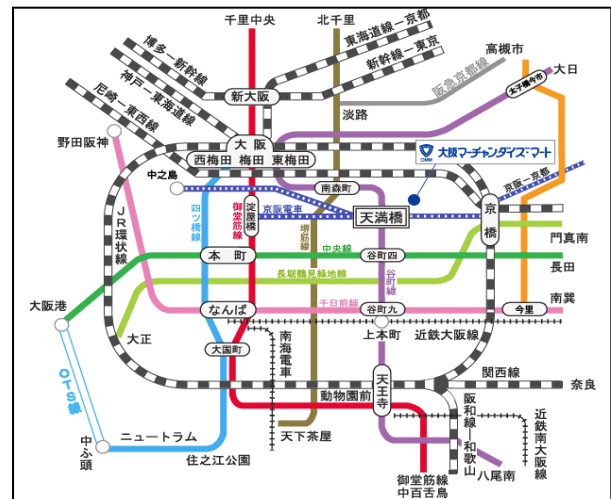 千里中央
北千里
東海道線－京都
新幹線－東京
高槻市
博多－新幹線
神戸－東海道線
尼崎－東西線
阪急京都線
大日
太子橋今市
新大阪
淡路
野田阪神
大阪
西梅田 梅田 東梅田
OMM 大阪マーチャンダイズ・マート
中之島
南森町
京阪－京都
JR環状線
四ツ橋線
御堂筋線
淀屋橋
京阪電車
堺筋線
天満橋
京橋
門真南
本町
中央線
谷町四
谷町線
長田
長堀鶴見緑地線
大阪港
なんば
千日前線
谷町九
今里
南巽
大正
上本町
近鉄大阪線
大国町
南海電車
OTS線
動物園前
天王寺
関西線
奈良
阪和線－和歌山
近鉄南大阪線
ニュートラム
中ふ頭
住之江公園
天下茶屋
御堂筋線
中百舌鳥
八尾南